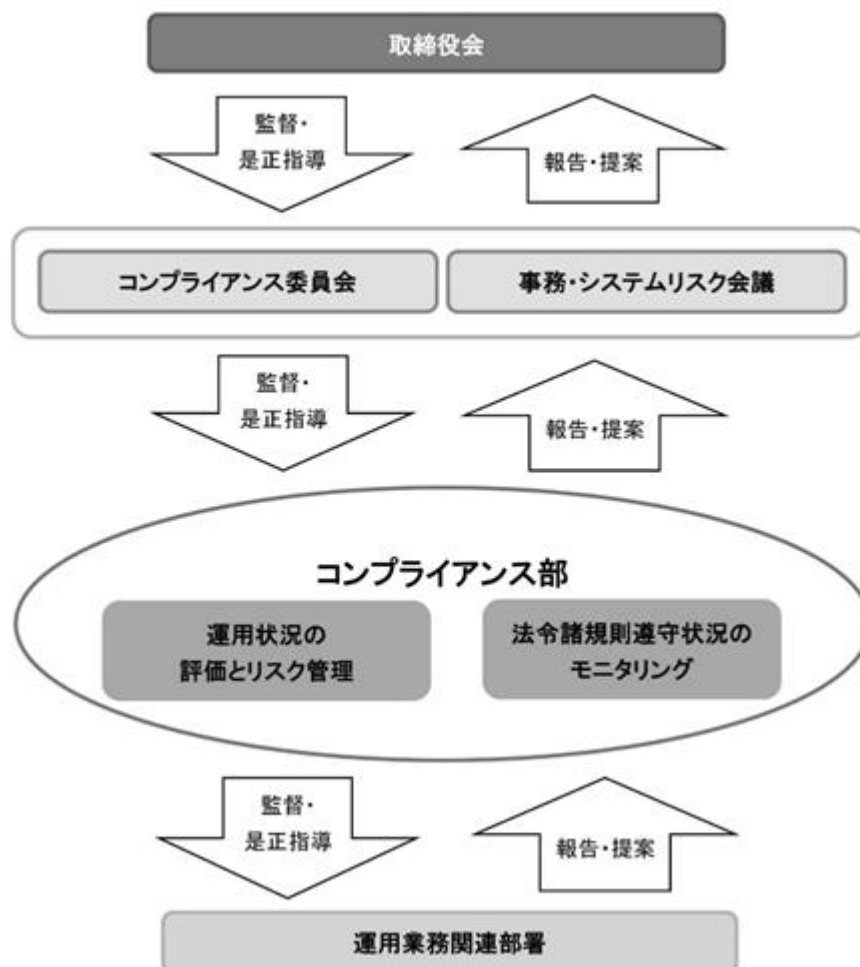 取締役会
監督・
是正指導
報告・提案
コンプライアンス委員会
事務・システムリスク会議
監督・
是正指導
報告・提案
コンプライアンス部
運用状況の
評価とリスク管理
法令諸規則遵守状況の
モニタリング
監督・
是正指導
報告・提案
運用業務関連部署